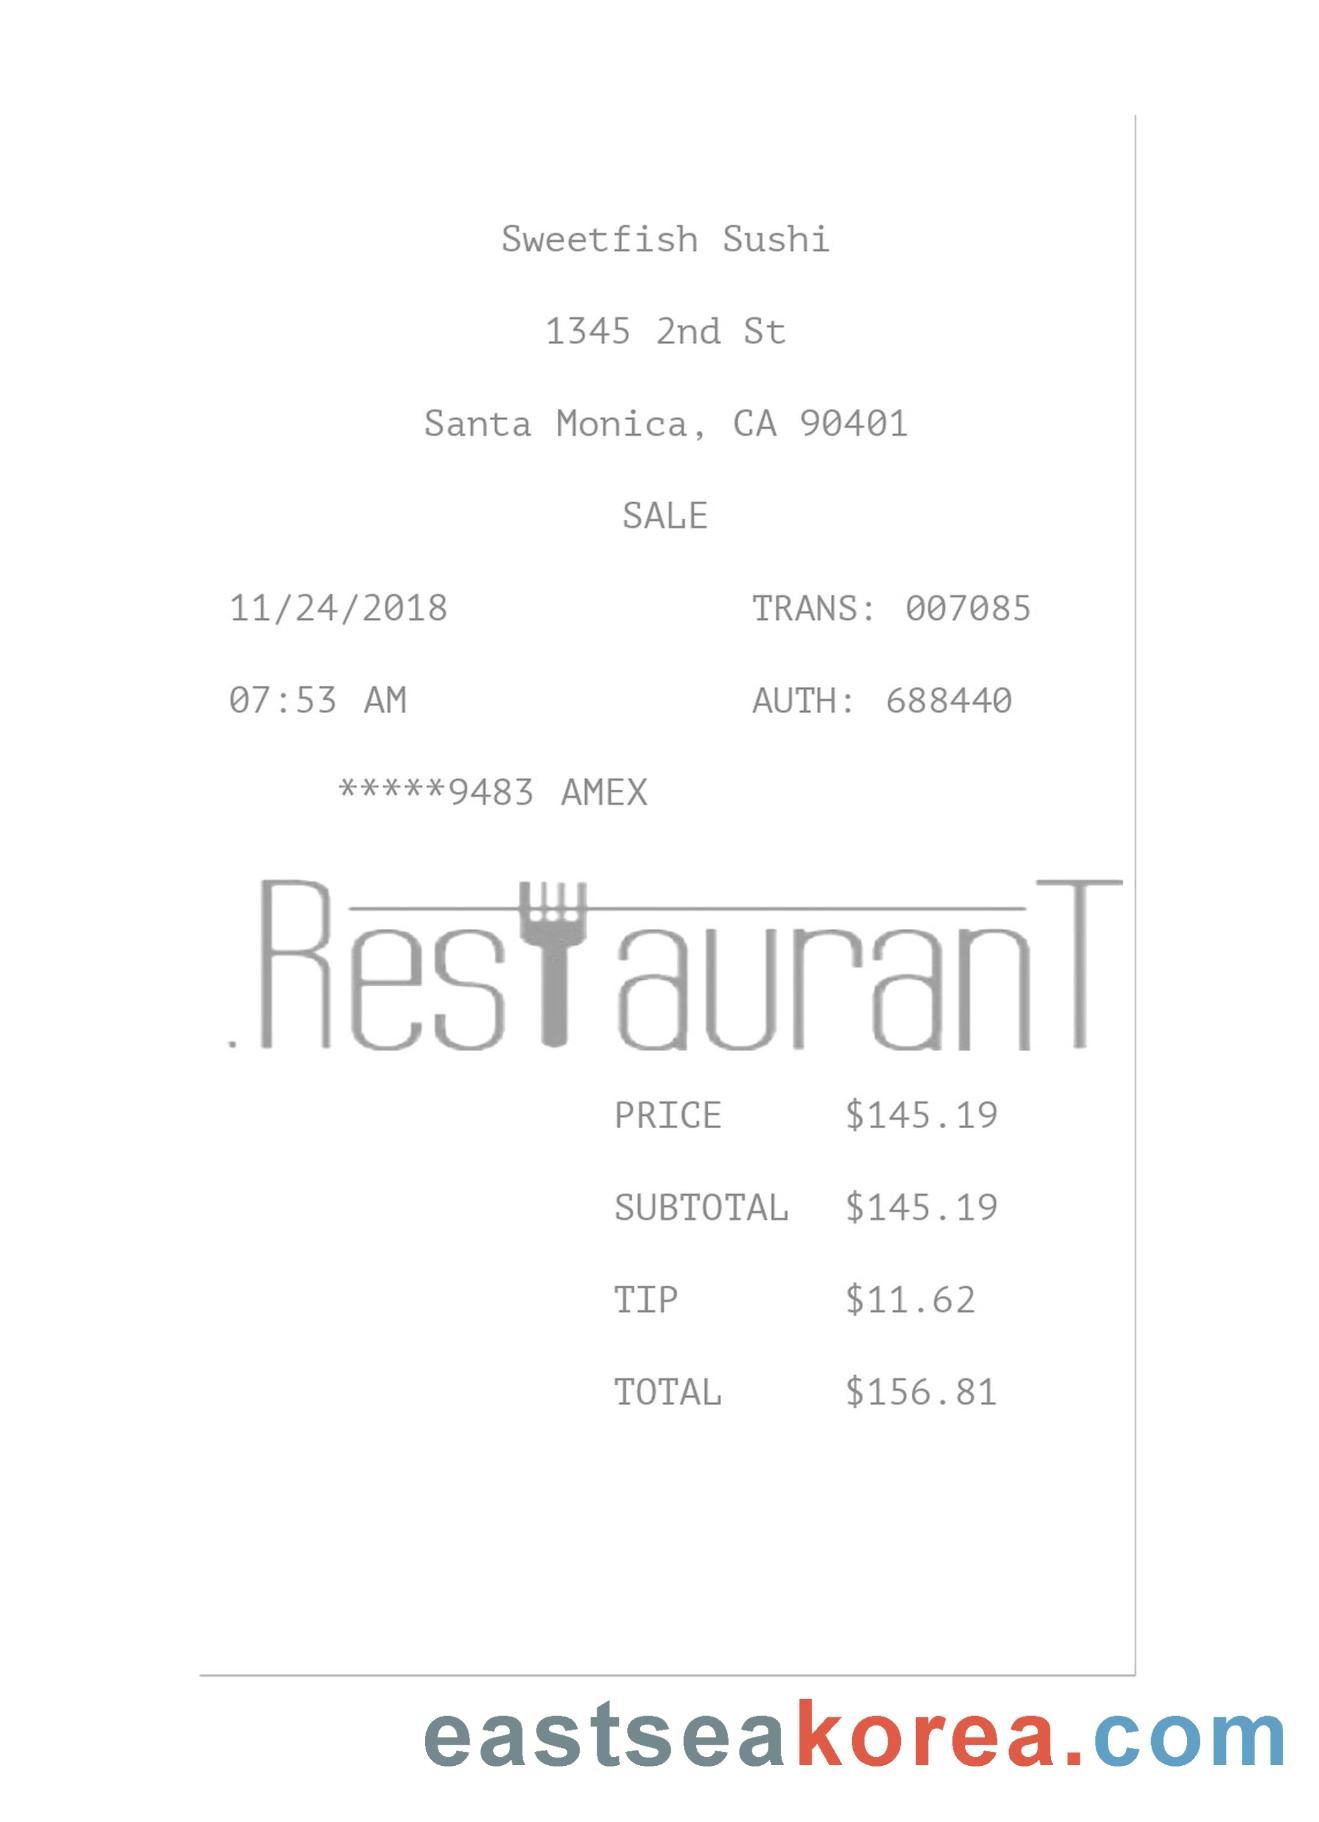 Sweetfish Sushi
1345 2nd St
Santa Monica, CA 90401
SALE
11/24/2018 TRANS: 007085
07:53 AM AUTH: 688440
*****9483 AMEX
.RestauranT
PRICE $145.19
SUBTOTAL $145.19
TIP $11.62
TOTAL $156.81
eastseakorea.com